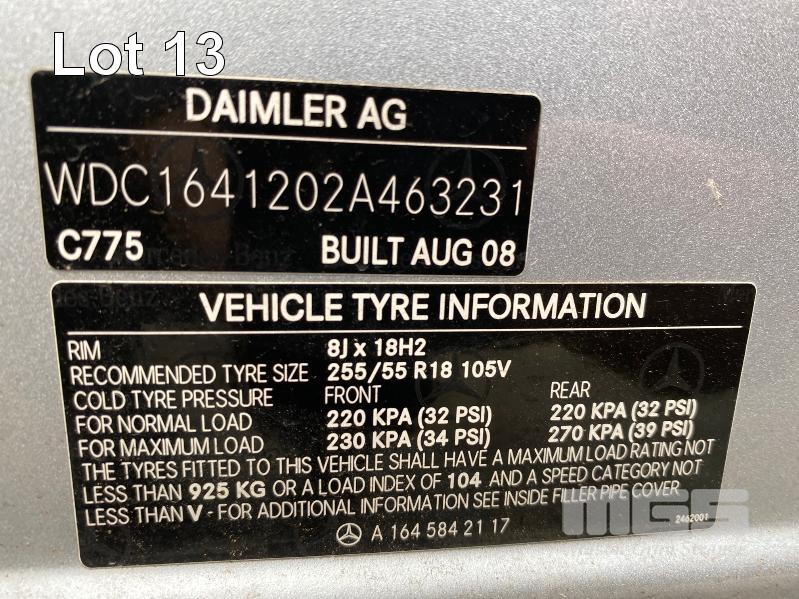 Lot 13
DAIMLER AG
WDC1641202A463231
C775 BUILT AUG 08
VEHICLE TYRE INFORMATION
RIM 8J x 18H2
RECOMMENDED TYRE SIZE 255/55 R18 105V
COLD TYRE PRESSURE FRONT REAR
FOR NORMAL LOAD 220 KPA (32 PSI) 220 KPA (32 PSI)
FOR MAXIMUM LOAD 230 KPA (34 PSI) 270 KPA (39 PSI)
THE TYRES FITTED TO THIS VEHICLE SHALL HAVE A MAXIMUM LOAD RATING NOT
LESS THAN 925 KG OR A LOAD INDEX OF 104 AND A SPEED CATEGORY NOT
LESS THAN V - FOR ADDITIONAL INFORMATION SEE INSIDE FILLER PIPE COVER
A 164 584 21 17 2462001
MGS